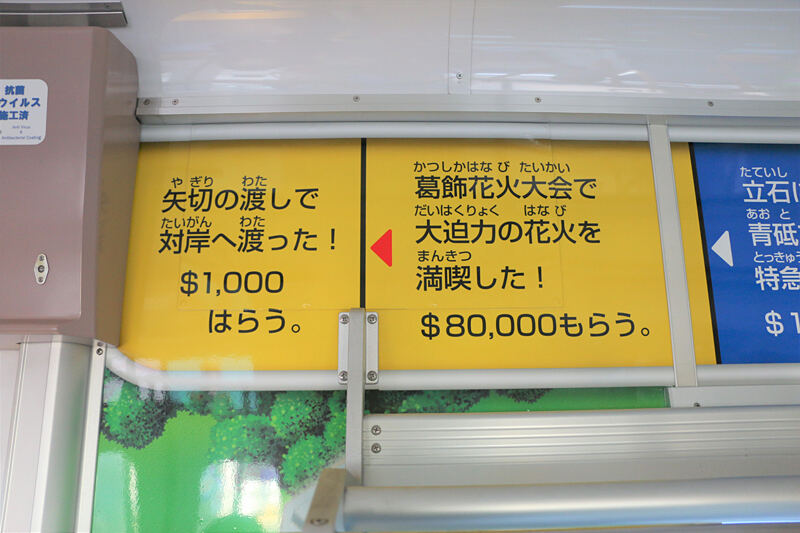 抗菌
ウイルス
施工済
Anti Virus
Antibacterial Coating
やぎり わた
矢切の渡しで
たいがん わた
対岸へ渡った！
$1,000
はらう。
かつしかはなびたいかい
葛飾花火大会で
だいはくりょく はなび
大迫力の花火を
まんきつ
満喫した！
$80,000もらう。
たていし
立石
あおと
青砥
とっきゅう
特急
$1